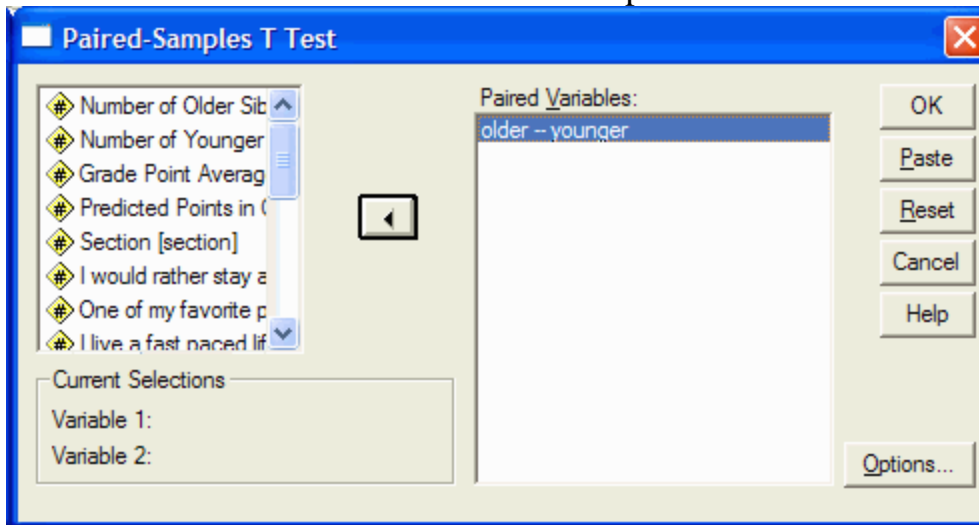 Paired-Samples T Test
Number of Older Sib
Number of Younger
Grade Point Averag
Predicted Points in
Section [section]
I would rather stay a
One of my favorite p
I live a fast paced lif
Current Selections
Variable 1:
Variable 2:
Paired Variables:
older -- younger
OK
Paste
Reset
Cancel
Help
Options...